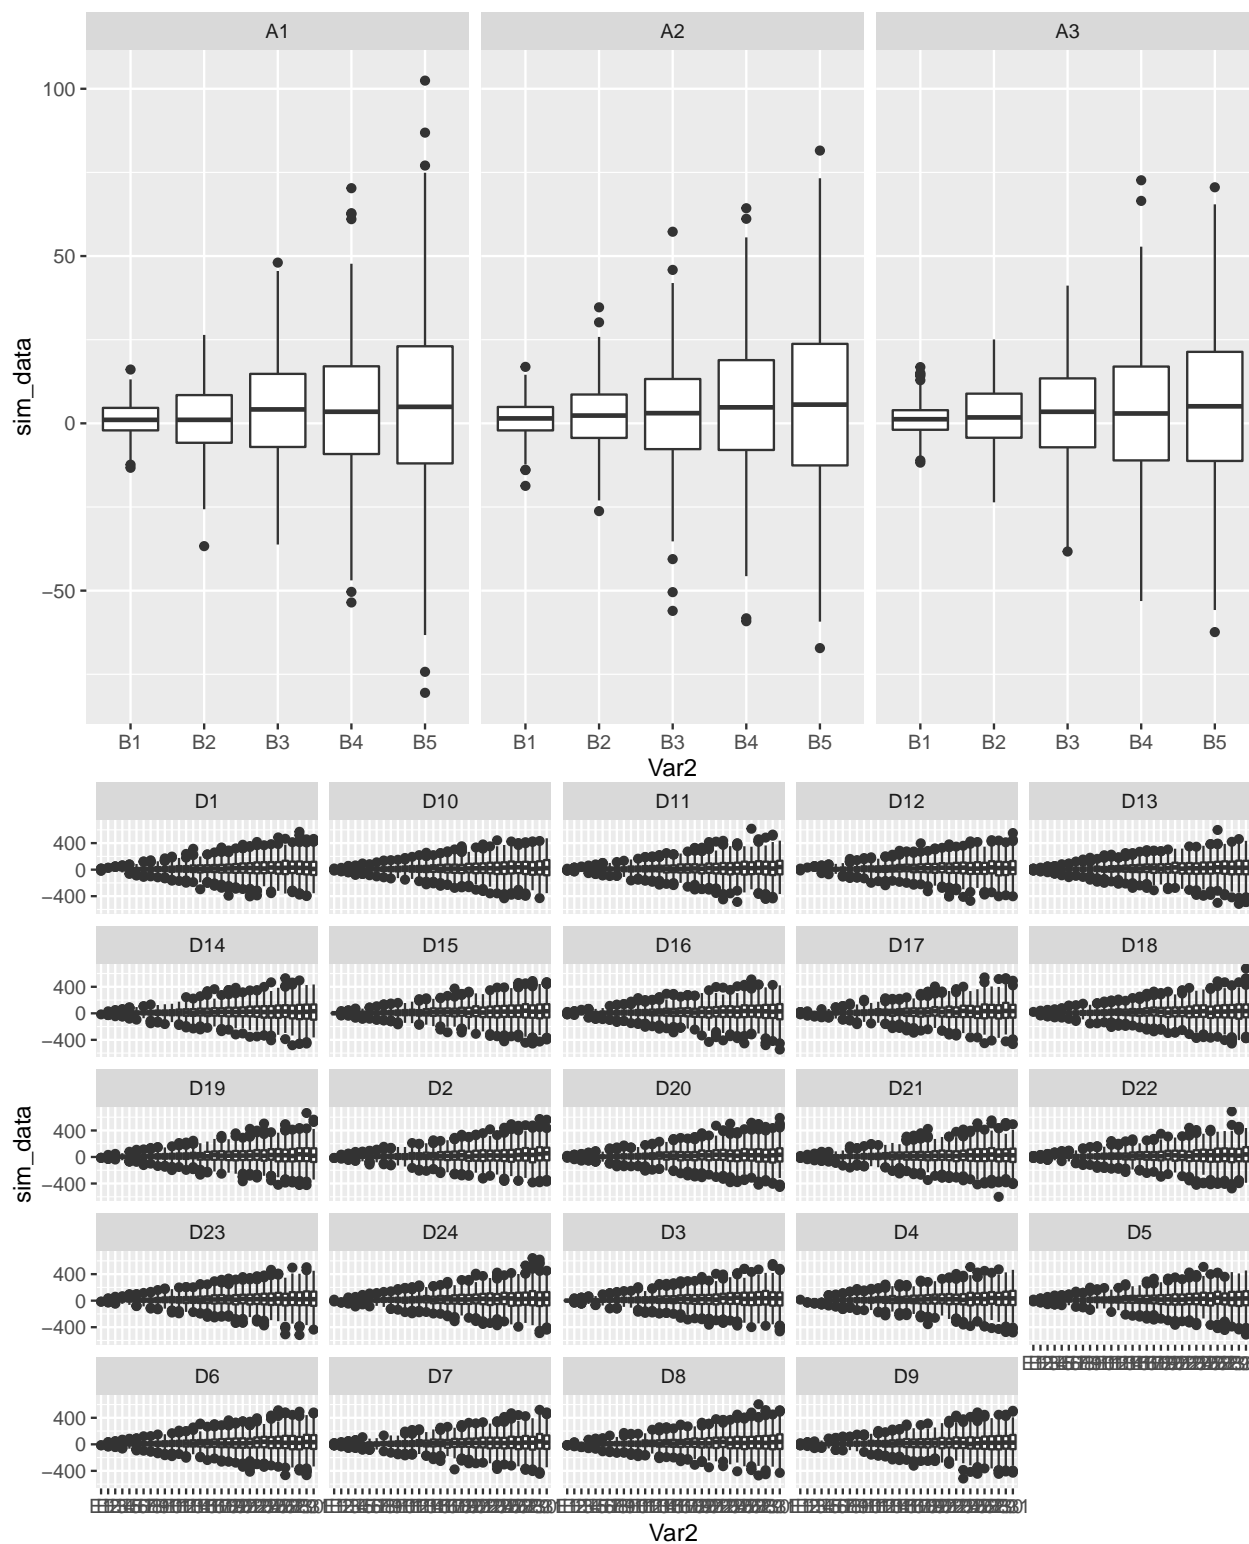 A1 A2 A3
100
50
0
−50
sim_data
B1 B2 B3 B4 B5 B1 B2 B3 B4 B5 B1 B2 B3 B4 B5
Var2
D1 D10 D11 D12 D13
400
0
−400
D14 D15 D16 D17 D18
400
0
−400
D19 D2 D20 D21 D22
400
0
−400
sim_data
D23 D24 D3 D4 D5
400
0
−400
D6 D7 D8 D9
400
0
−400
Var2